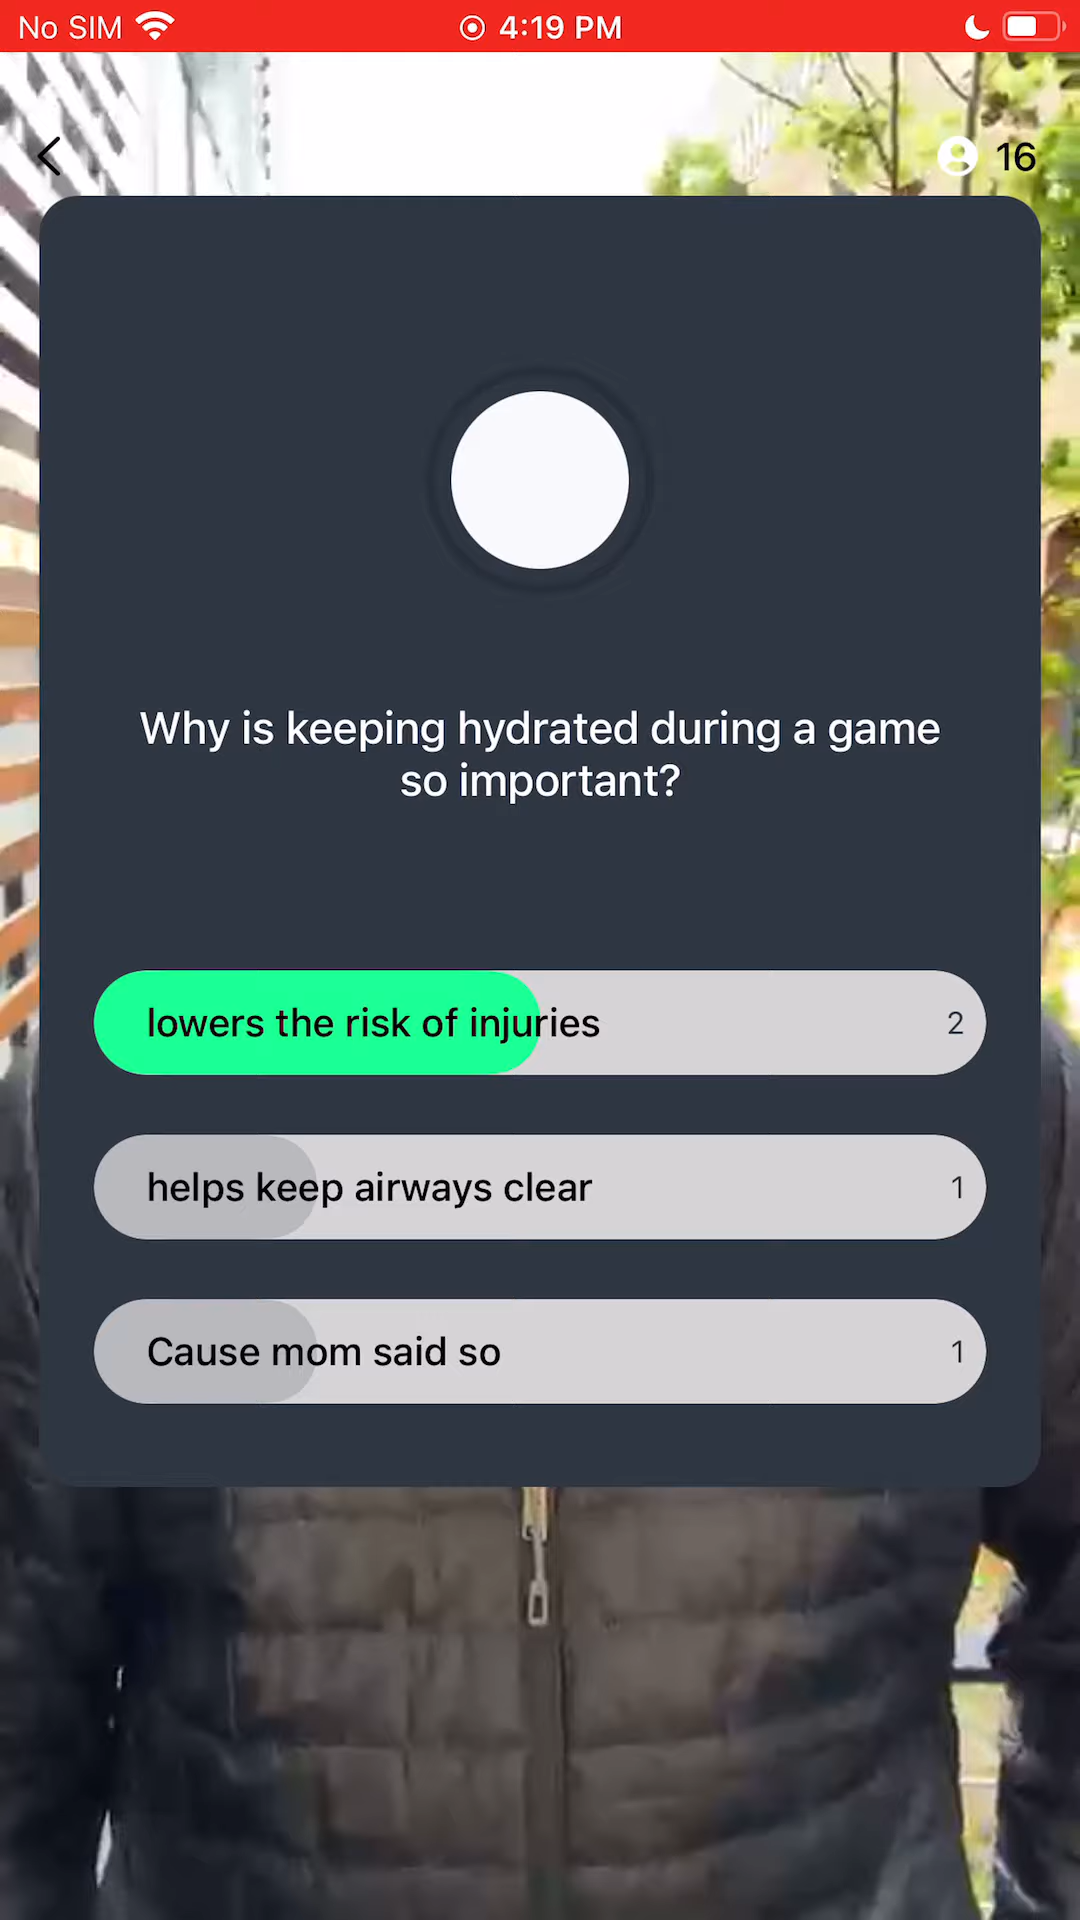 No SIM 4:19 PM
16
Why is keeping hydrated during a game
so important?
lowers the risk of injuries 2
helps keep airways clear 1
Cause mom said so 1